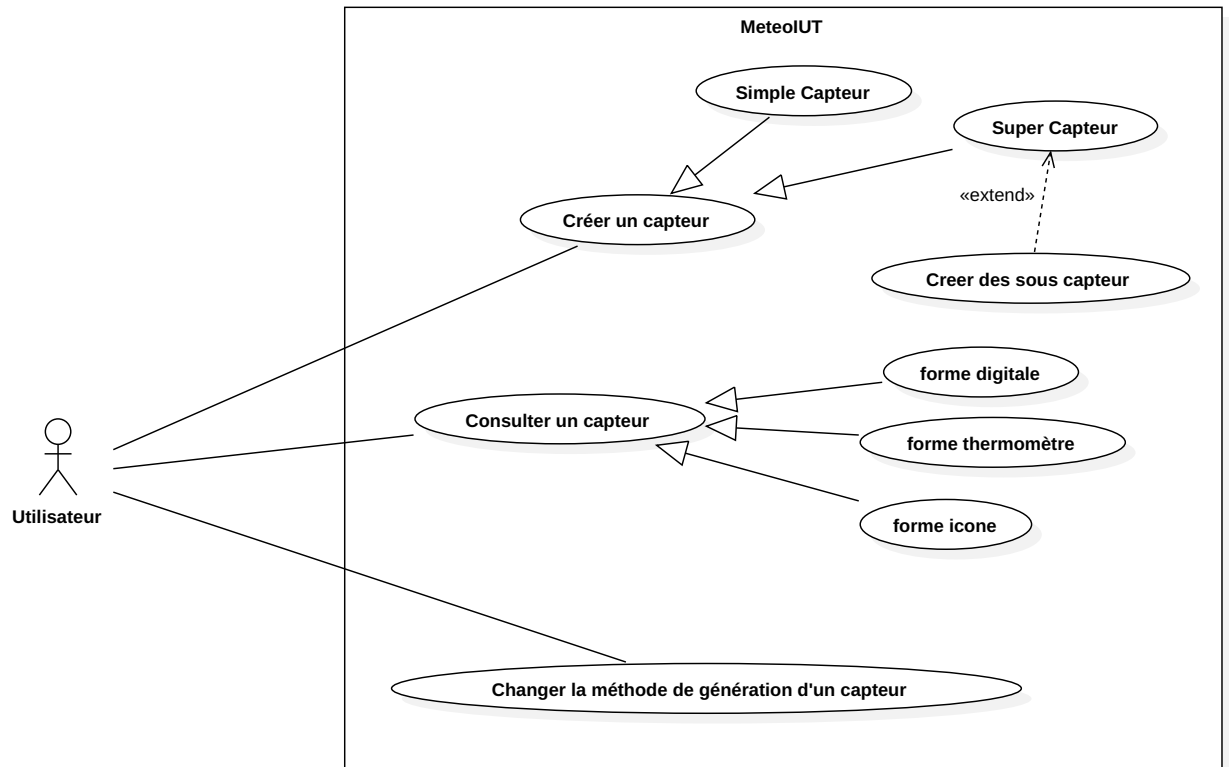 MeteoIUT
Simple Capteur
Super Capteur
«extend»
Créer un capteur
Creer des sous capteur
forme digitale
Consulter un capteur
forme thermomètre
Utilisateur
forme icone
Changer la méthode de génération d'un capteur